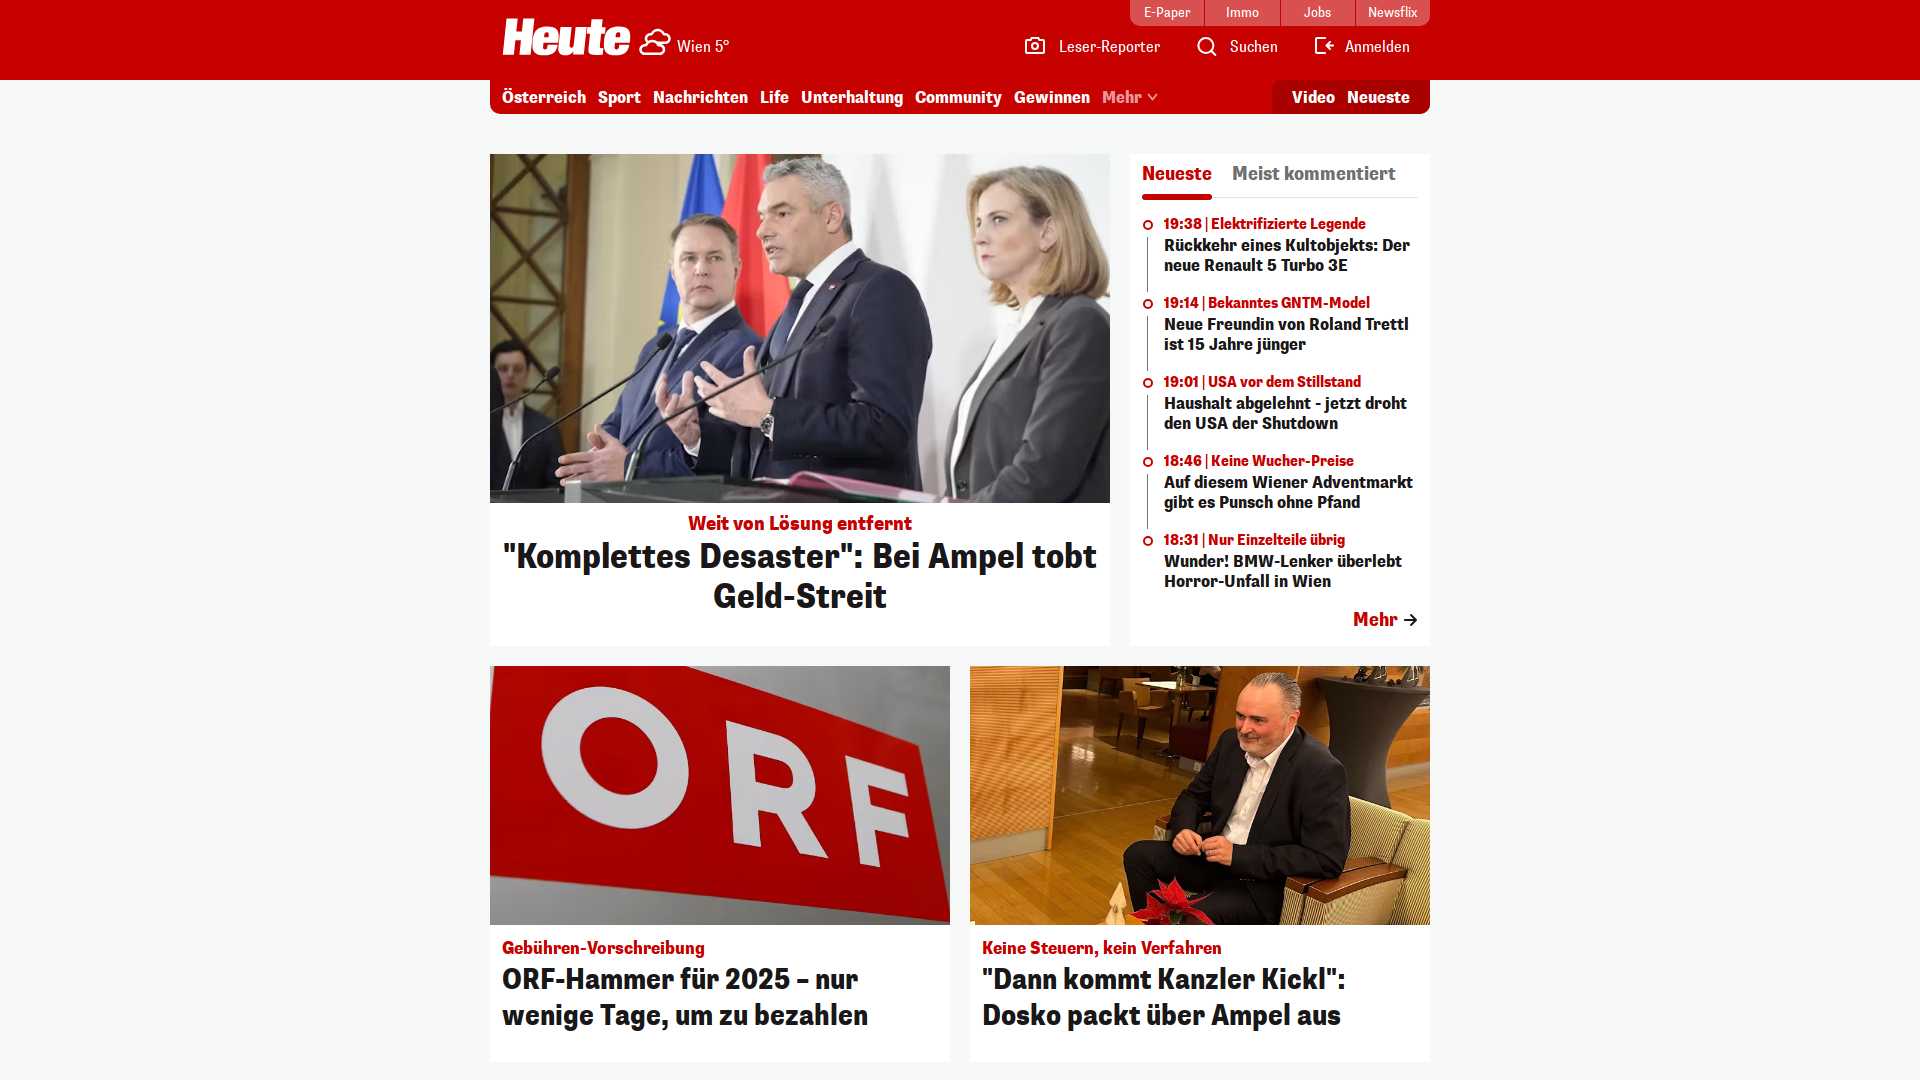 E-Paper
Immo
Jobs
Newsflix
Heute
Wien 5°
Leser-Reporter
Suchen
Anmelden
Österreich Sport Nachrichten Life Unterhaltung Community Gewinnen Mehr
Video Neueste
Weit von Lösung entfernt
"Komplettes Desaster": Bei Ampel tobt
Geld-Streit
Neueste
Meist kommentiert
19:38 | Elektrifizierte Legende
Rückkehr eines Kultobjekts: Der
neue Renault 5 Turbo 3E
19:14 | Bekanntes GNTM-Model
Neue Freundin von Roland Trettl
ist 15 Jahre jünger
19:01 | USA vor dem Stillstand
Haushalt abgelehnt - jetzt droht
den USA der Shutdown
18:46 | Keine Wucher-Preise
Auf diesem Wiener Adventmarkt
gibt es Punsch ohne Pfand
18:31 | Nur Einzelteile übrig
Wunder! BMW-Lenker überlebt
Horror-Unfall in Wien
Mehr
ORF
Gebühren-Vorschreibung
ORF-Hammer für 2025 – nur
wenige Tage, um zu bezahlen
Keine Steuern, kein Verfahren
"Dann kommt Kanzler Kickl":
Dosko packt über Ampel aus